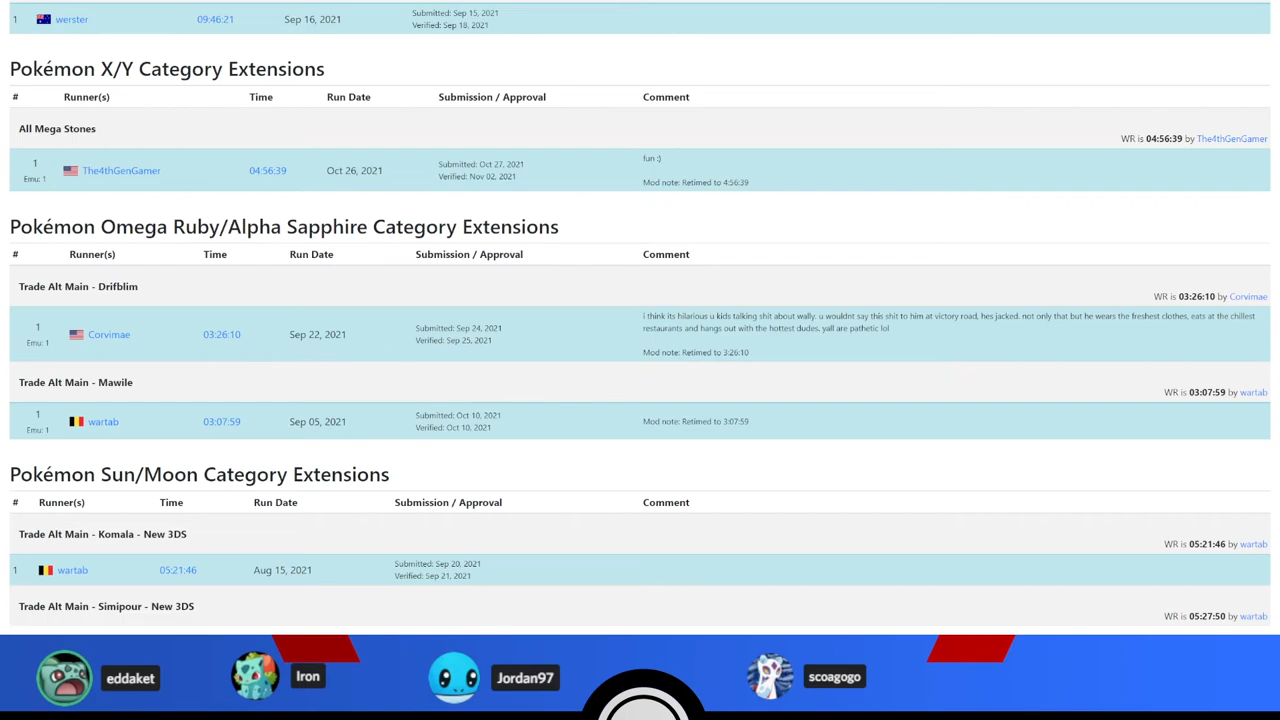 1 werster 09:46:21 Sep 16, 2021 Submitted: Sep 15, 2021
Verified: Sep 18, 2021
Pokémon X/Y Category Extensions
# Runner(s) Time Run Date Submission / Approval Comment
All Mega Stones
WR is 04:56:39 by The4thGenGamer
1 Emu: 1 The4thGenGamer 04:56:39 Oct 26, 2021 Submitted: Oct 27, 2021 fun :)
Verified: Nov 02, 2021 Mod note: Retimed to 4:56:39
Pokémon Omega Ruby/Alpha Sapphire Category Extensions
# Runner(s) Time Run Date Submission / Approval Comment
Trade Alt Main - Drifblim
WR is 03:26:10 by Corvimae
1 Emu: 1 Corvimae 03:26:10 Sep 22, 2021 Submitted: Sep 24, 2021 i think its hilarious u kids talking shit about wally. u wouldnt say this shit to him at victory road, hes jacked. not only that but he wears the freshest clothes, eats at the chillest
Verified: Sep 25, 2021 restaurants and hangs out with the hottest dudes. yall are pathetic lol
Mod note: Retimed to 3:26:10
Trade Alt Main - Mawile
WR is 03:07:59 by wartab
1 Emu: 1 wartab 03:07:59 Sep 05, 2021 Submitted: Oct 10, 2021 Mod note: Retimed to 3:07:59
Verified: Oct 10, 2021
Pokémon Sun/Moon Category Extensions
# Runner(s) Time Run Date Submission / Approval Comment
Trade Alt Main - Komala - New 3DS
WR is 05:21:46 by wartab
1 wartab 05:21:46 Aug 15, 2021 Submitted: Sep 20, 2021
Verified: Sep 21, 2021
Trade Alt Main - Simipour - New 3DS
WR is 05:27:50 by wartab
eddaket Iron Jordan97 scoagogo